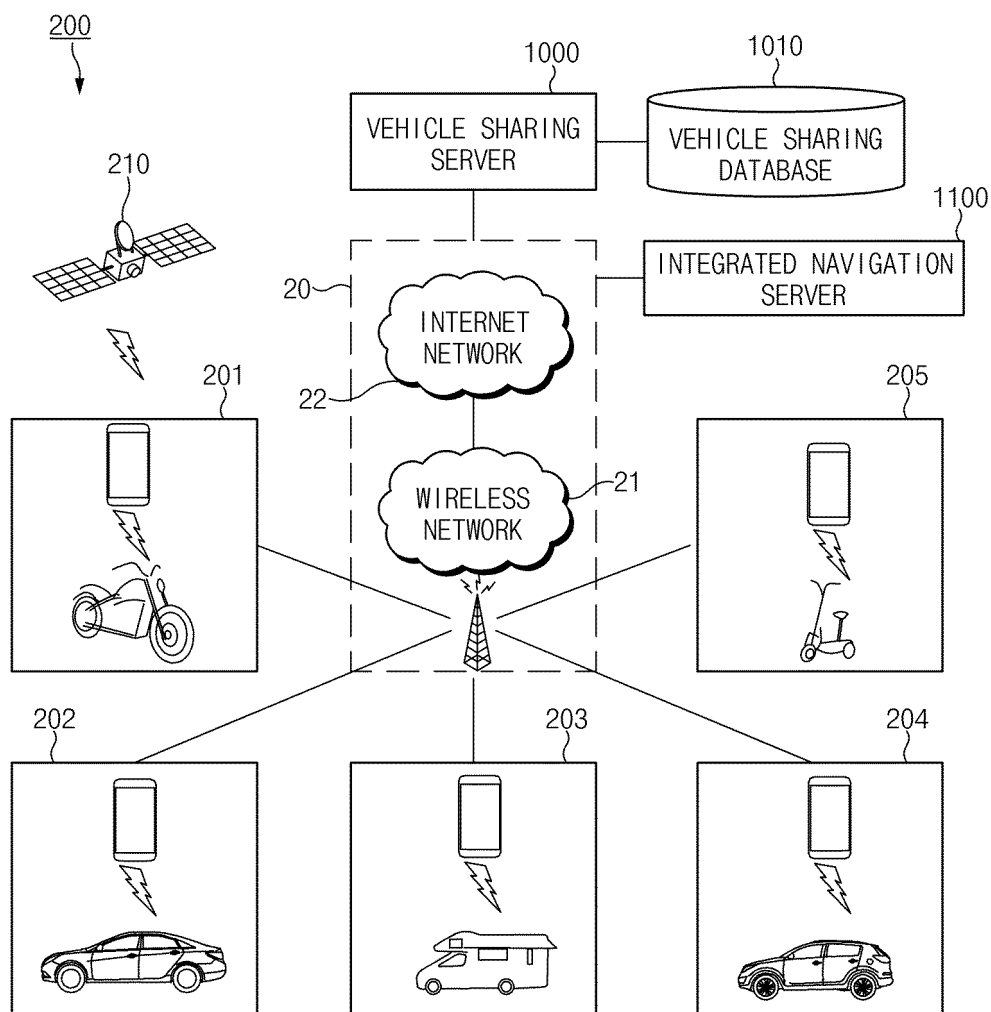 200
1000
1010
VEHICLE SHARING
SERVER
VEHICLE SHARING
DATABASE
210
1100
INTEGRATED NAVIGATION
SERVER
20
INTERNET
NETWORK
22
201
205
WIRELESS
NETWORK
21
202
203
204